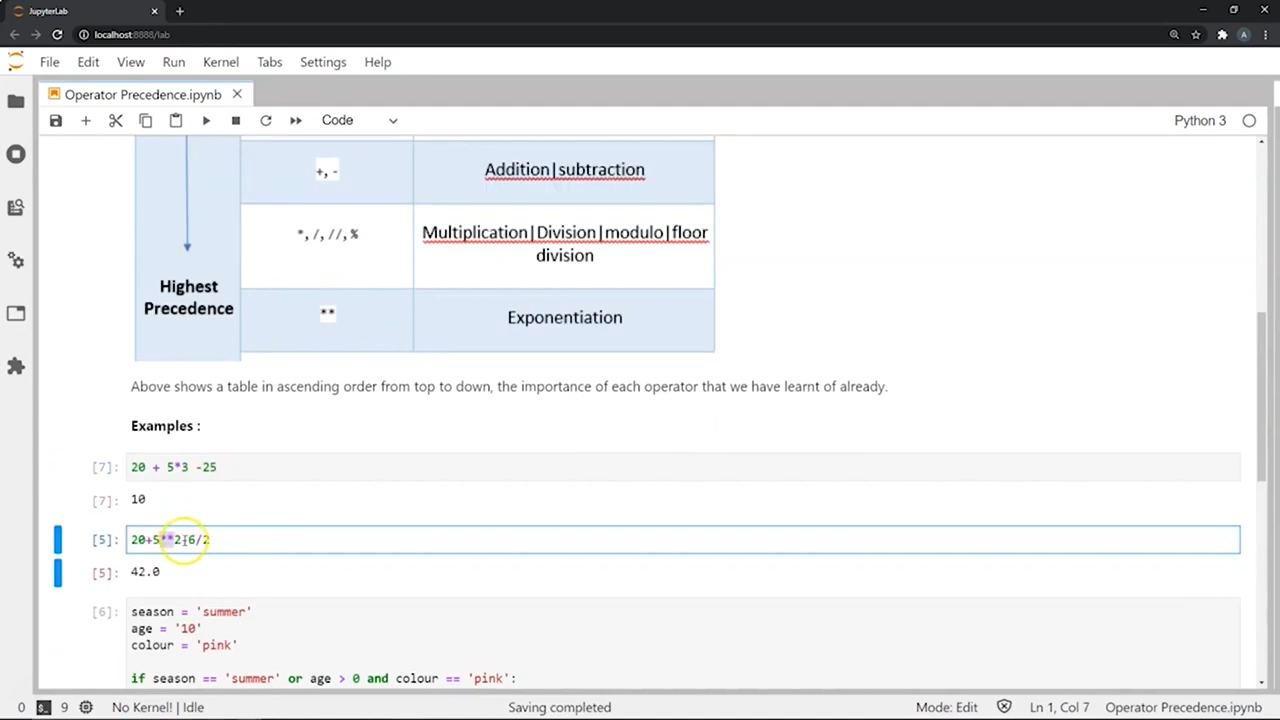 JupyterLab
localhost:8888/lab
File Edit View Run Kernel Tabs Settings Help
Operator Precedence.ipynb
Code
Python 3
+, -
Addition|subtraction
*, /, //, %
Multiplication|Division|modulo|floor
division
Highest
Precedence
**
Exponentiation
Above shows a table in ascending order from top to down, the importance of each operator that we have learnt of already.
Examples :
[7]: 20 + 5*3 -25
[7]: 10
[5]: 20+5**2-6/2
[5]: 42.0
[6]: season = 'summer'
age = '10'
colour = 'pink'
if season == 'summer' or age > 0 and colour == 'pink':
0 9 No Kernel! | Idle Saving completed Mode: Edit Ln 1, Col 7 Operator Precedence.ipynb
A